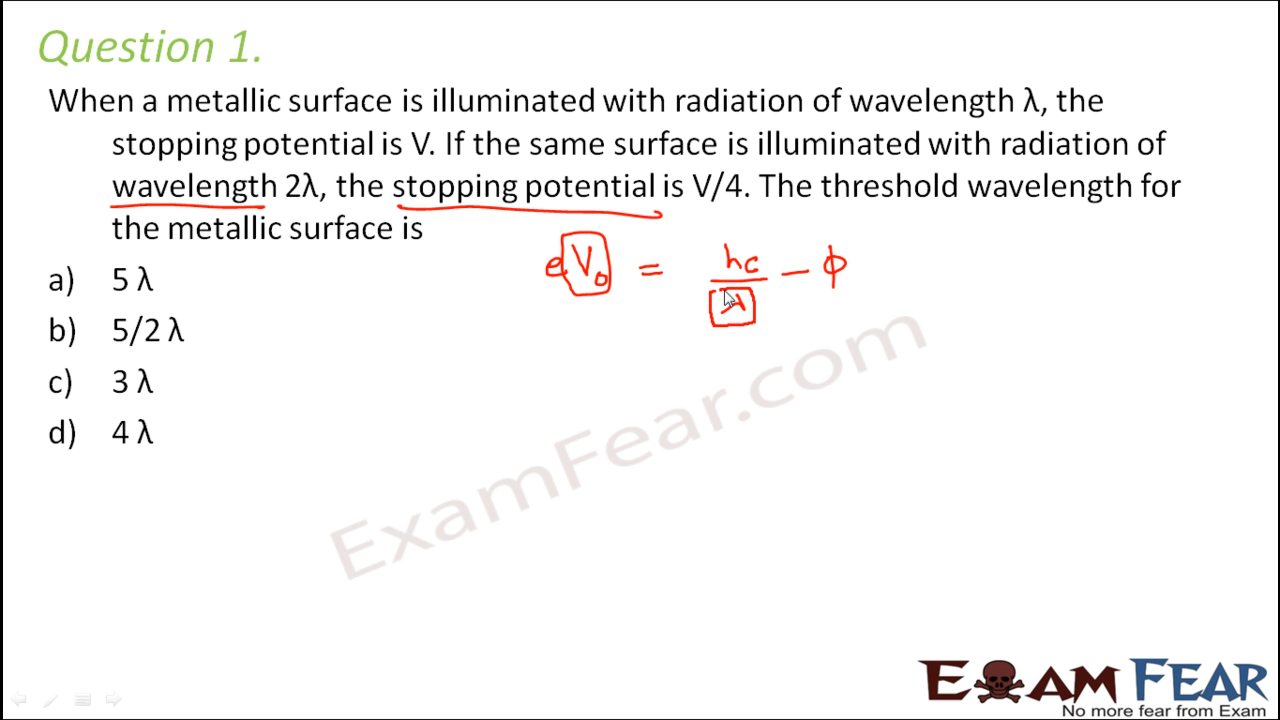 Question 1.
When a metallic surface is illuminated with radiation of wavelength λ, the
stopping potential is V. If the same surface is illuminated with radiation of
wavelength 2λ, the stopping potential is V/4. The threshold wavelength for
the metallic surface is
eV₀ = hc/λ − ϕ
a) 5 λ
b) 5/2 λ
c) 3 λ
d) 4 λ
ExamFear.com
EXAM FEAR
No more fear from Exam